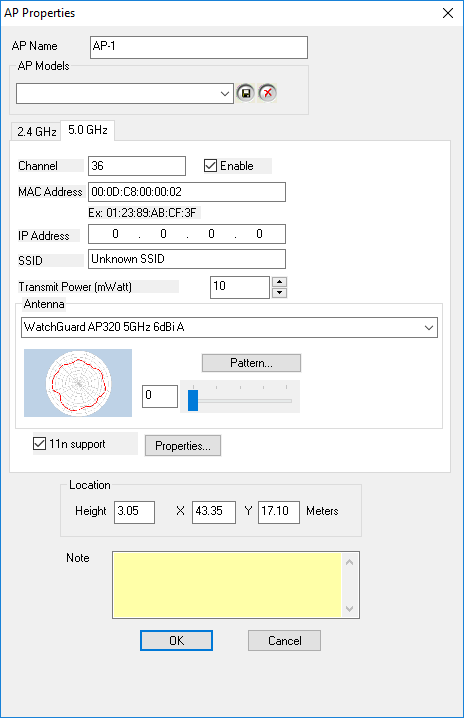 AP Properties
AP Name AP-1
AP Models
2.4 GHz 5.0 GHz
Channel 36 Enable
MAC Address 00:0D:C8:00:00:02
Ex: 01:23:89:AB:CF:3F
IP Address 0 . 0 . 0 . 0
SSID Unknown SSID
Transmit Power (mWatt) 10
Antenna
WatchGuard AP320 5GHz 6dBi A
Pattern...
0
11n support Properties...
Location
Height 3.05 X 43.35 Y 17.10 Meters
Note
OK Cancel